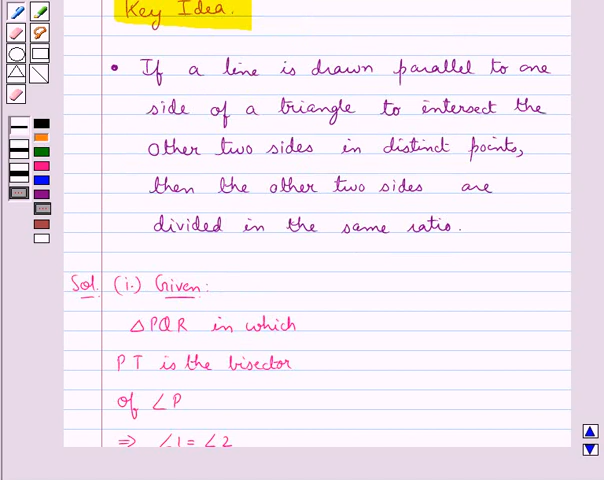 Key Idea.
• If a line is drawn parallel to one
side of a triangle to intersect the
other two sides in distinct points,
then the other two sides are
divided in the same ratio.
Sol. (i.) Given:
△PQR in which
PT is the bisector
of ∠P
⇒ ∠1 = ∠2